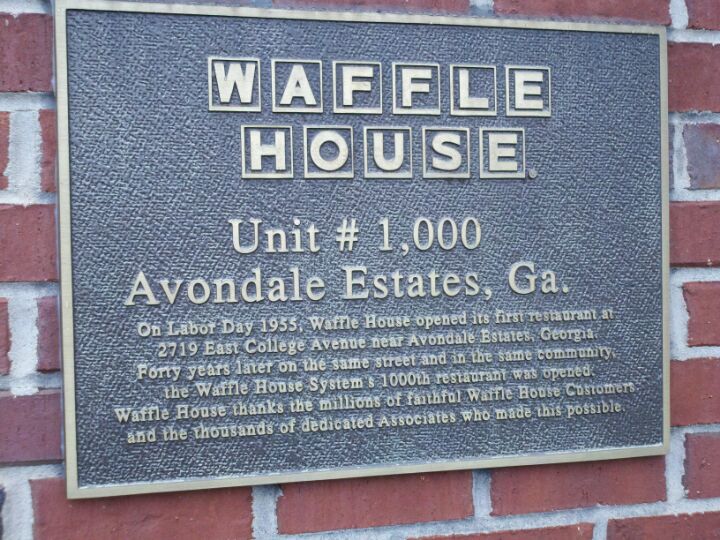 WAFFLE
HOUSE
Unit # 1,000
Avondale Estates, Ga.
On Labor Day 1955, Waffle House opened its first restaurant at
2719 East College Avenue near Avondale Estates, Georgia.
Forty years later on the same street and in the same community,
the Waffle House System's 1000th restaurant was opened.
Waffle House thanks the millions of faithful Waffle House Customers
and the thousands of dedicated Associates who made this possible.